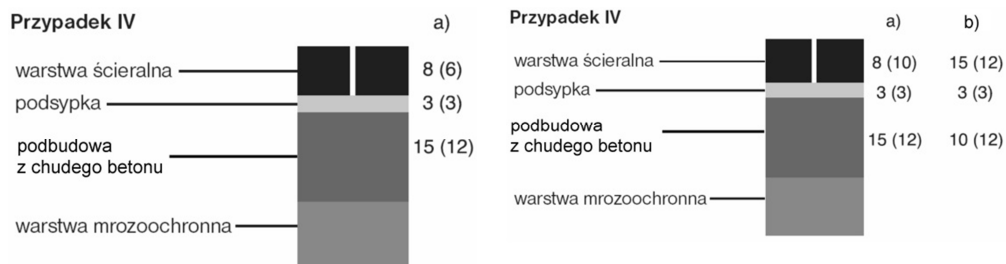 Przypadek IV
a)
warstwa ścieralna 8 (6)
podsypka 3 (3)
podbudowa
z chudego betonu 15 (12)
warstwa mrozoochronna
Przypadek IV
a) b)
warstwa ścieralna 8 (10) 15 (12)
podsypka 3 (3) 3 (3)
podbudowa
z chudego betonu 15 (12) 10 (12)
warstwa mrozoochronna